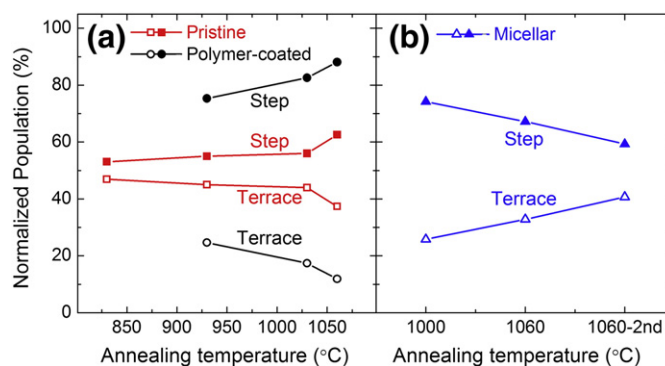 100
80
60
40
20
0
Normalized Population (%)
(a)
Pristine
Polymer-coated
Step
Step
Terrace
Terrace
850 900 950 1000 1050
Annealing temperature (°C)
(b)
Micellar
Step
Terrace
1000 1060 1060-2nd
Annealing temperature (°C)